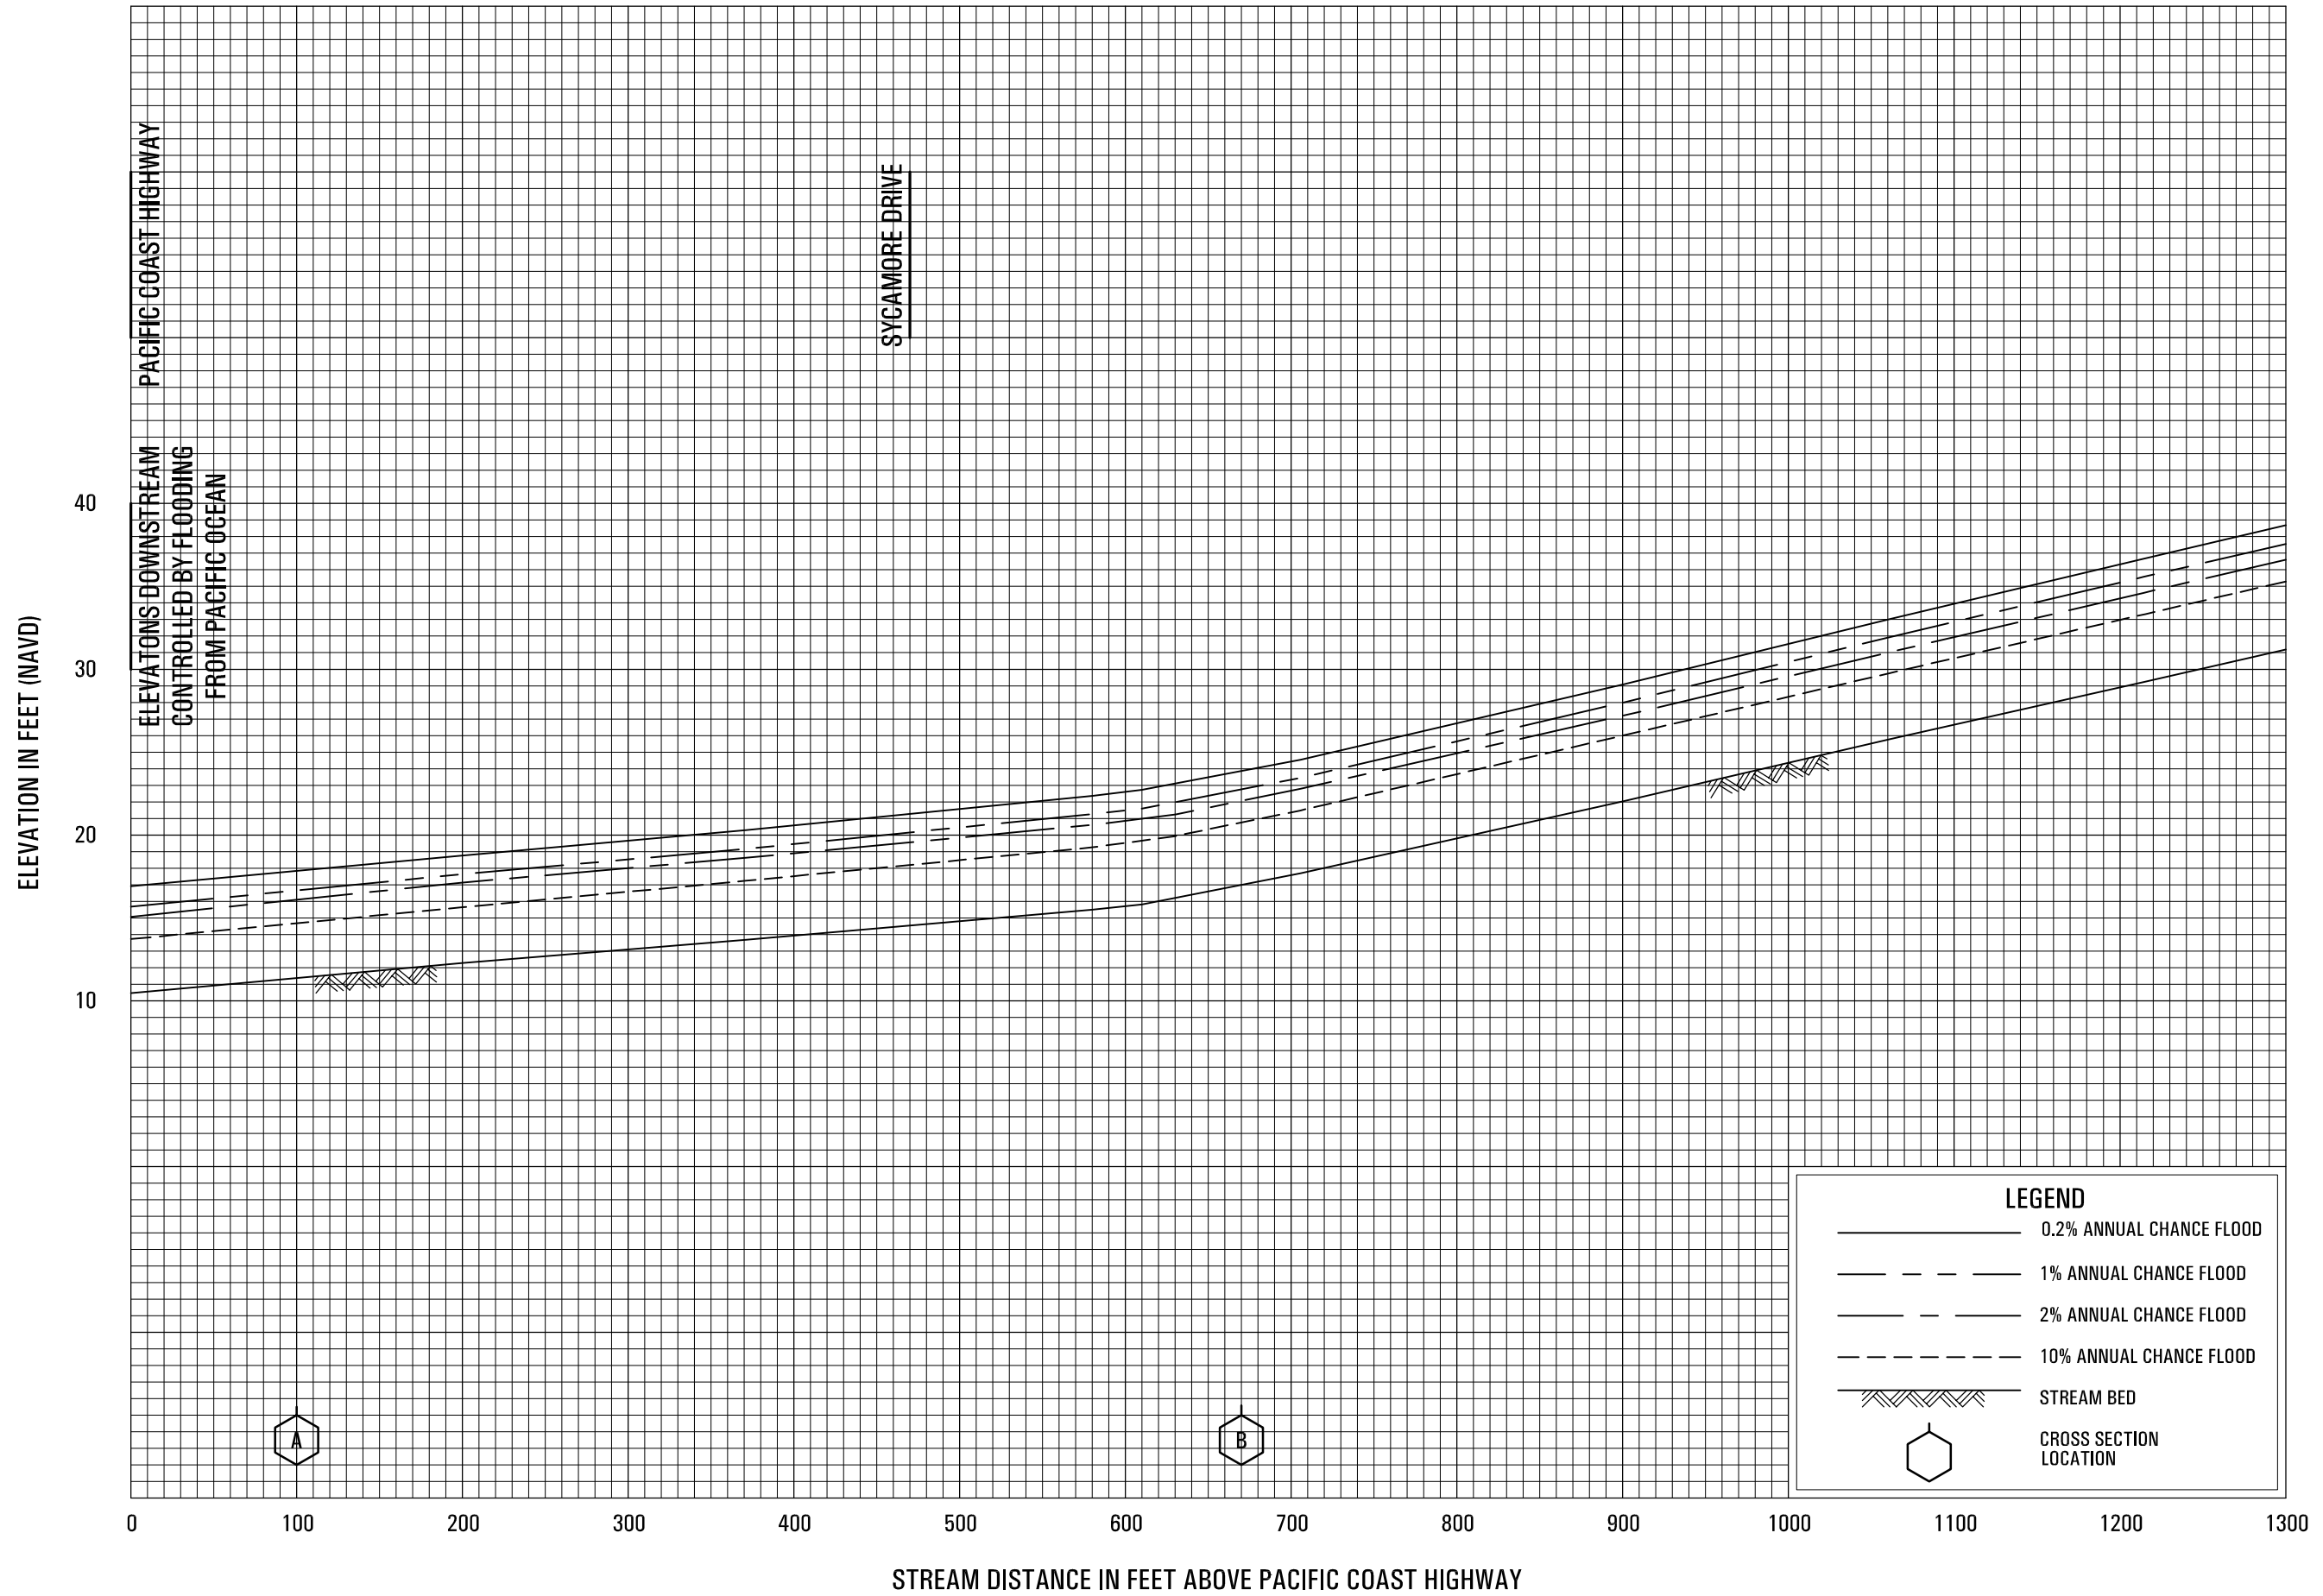 PACIFIC COAST HIGHWAY
SYCAMORE DRIVE
ELEVATONS DOWNSTREAM
CONTROLLED BY FLOODING
FROM PACIFIC OCEAN
ELEVATION IN FEET (NAVD)
40
30
20
10
LEGEND
0.2% ANNUAL CHANCE FLOOD
1% ANNUAL CHANCE FLOOD
2% ANNUAL CHANCE FLOOD
10% ANNUAL CHANCE FLOOD
STREAM BED
CROSS SECTION
LOCATION
A
B
0 100 200 300 400 500 600 700 800 900 1000 1100 1200 1300
STREAM DISTANCE IN FEET ABOVE PACIFIC COAST HIGHWAY